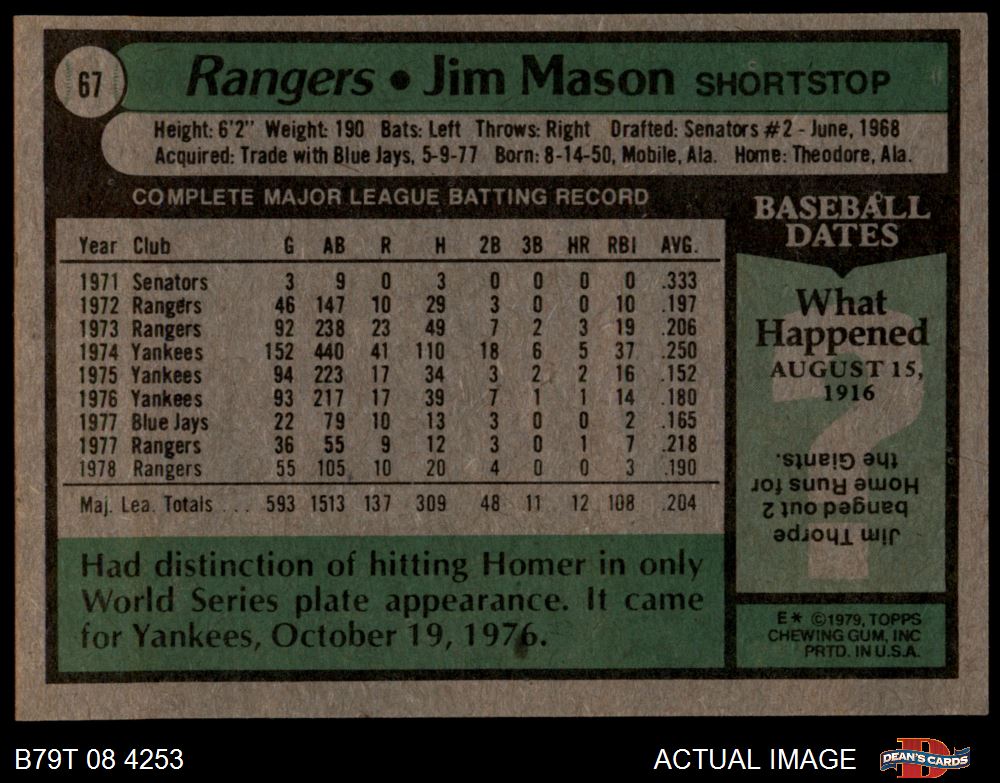 67
Rangers • Jim Mason SHORTSTOP
Height: 6'2" Weight: 190 Bats: Left Throws: Right Drafted: Senators #2 - June, 1968
Acquired: Trade with Blue Jays, 5-9-77 Born: 8-14-50, Mobile, Ala. Home: Theodore, Ala.
COMPLETE MAJOR LEAGUE BATTING RECORD
Year Club G AB R H 2B 3B HR RBI AVG.
1971 Senators 3 9 0 3 0 0 0 0 .333
1972 Rangers 46 147 10 29 3 0 0 10 .197
1973 Rangers 92 238 23 49 7 2 3 19 .206
1974 Yankees 152 440 41 110 18 6 5 37 .250
1975 Yankees 94 223 17 34 3 2 2 16 .152
1976 Yankees 93 217 17 39 7 1 1 14 .180
1977 Blue Jays 22 79 10 13 3 0 0 2 .165
1977 Rangers 36 55 9 12 3 0 1 7 .218
1978 Rangers 55 105 10 20 4 0 0 3 .190
Maj. Lea. Totals ... 593 1513 137 309 48 11 12 108 .204
Had distinction of hitting Homer in only
World Series plate appearance. It came
for Yankees, October 19, 1976.
BASEBALL
DATES
What
Happened
AUGUST 15,
1916
?
Jim Thorpe
banged out 2
Home Runs for
the Giants.
E* ©1979, TOPPS
CHEWING GUM, INC
PRTD. IN U.S.A.
B79T 08 4253
ACTUAL IMAGE
D
DEAN'S CARDS